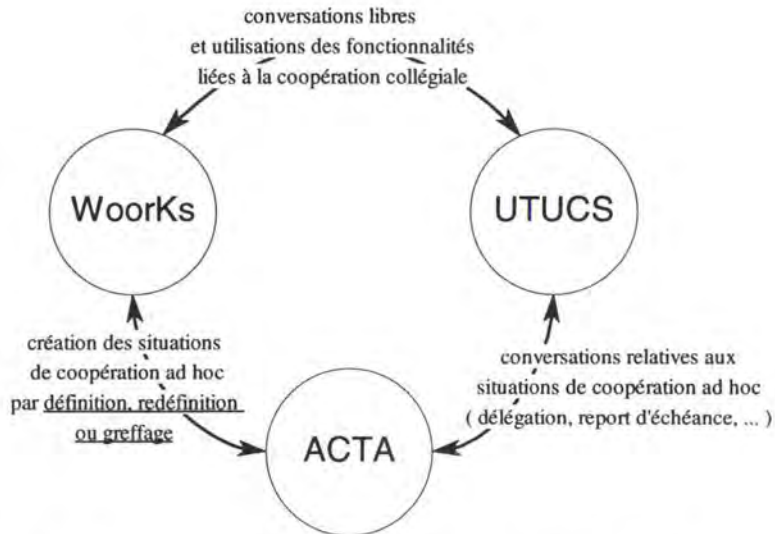 conversations libres
et utilisations des fonctionnalités
liées à la coopération collégiale
WoorKs
UTUCS
création des situations
de coopération ad hoc
par définition, redéfinition
ou greffage
conversations relatives aux
situations de coopération ad hoc
( délégation, report d'échéance, ... )
ACTA